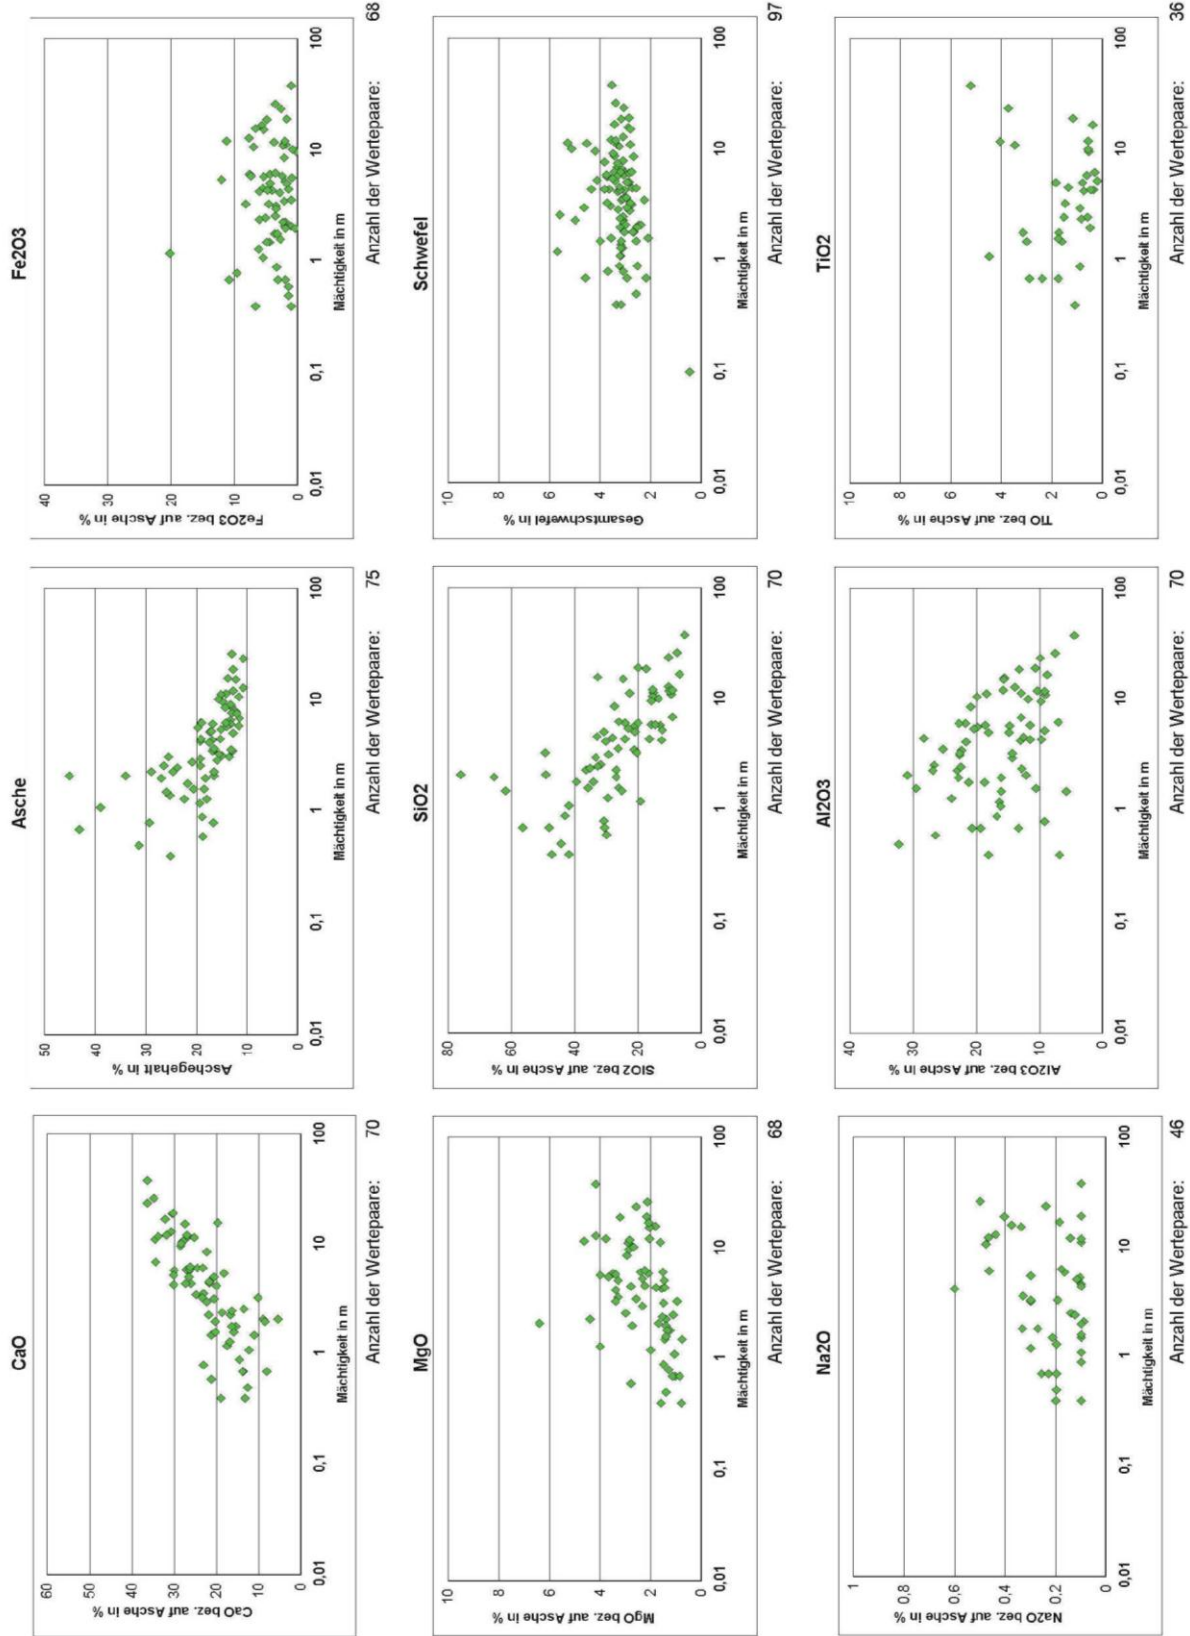 CaO
60
50
40
30
20
10
0
CaO bez. auf Asche in %
0,01
0,1
1
10
100
Mächtigkeit in m
Anzahl der Wertepaare: 70
Asche
50
40
30
20
10
0
Aschegehalt in %
0,01
0,1
1
10
100
Mächtigkeit in m
Anzahl der Wertepaare: 75
Fe2O3
40
30
20
10
0
Fe2O3 bez. auf Asche in %
0,01
0,1
1
10
100
Mächtigkeit in m
Anzahl der Wertepaare: 68
MgO
10
8
6
4
2
0
MgO bez. auf Asche in %
0,01
0,1
1
10
100
Mächtigkeit in m
Anzahl der Wertepaare: 68
SiO2
80
60
40
20
0
SIO2 bez. auf Asche in %
0,01
0,1
1
10
100
Mächtigkeit in m
Anzahl der Wertepaare: 70
Schwefel
10
8
6
4
2
0
Gesamtschwefel in %
0,01
0,1
1
10
100
Mächtigkeit in m
Anzahl der Wertepaare: 97
Na2O
1
0,8
0,6
0,4
0,2
0
Na2O bez. auf Asche in %
0,01
0,1
1
10
100
Mächtigkeit in m
Anzahl der Wertepaare: 46
Al2O3
40
30
20
10
0
Al2O3 bez. auf Asche in %
0,01
0,1
1
10
100
Mächtigkeit in m
Anzahl der Wertepaare: 70
TiO2
10
8
6
4
2
0
TIO bez. auf Asche in %
0,01
0,1
1
10
100
Mächtigkeit in m
Anzahl der Wertepaare: 36